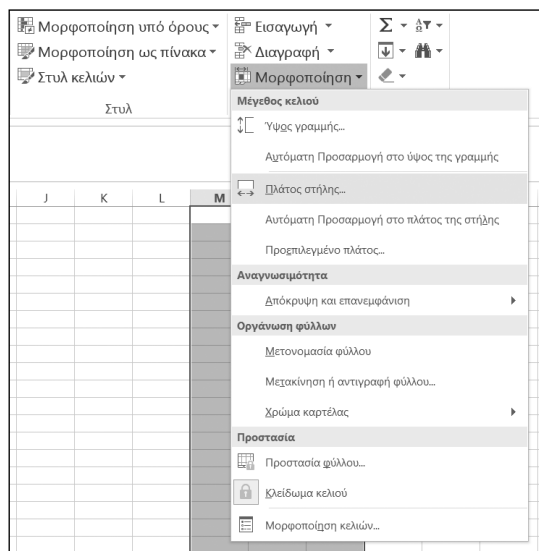 Μορφοποίηση υπό όρους
Μορφοποίηση ως πίνακα
Στυλ κελιών
Στυλ
Εισαγωγή
Διαγραφή
Μορφοποίηση
Μέγεθος κελιού
Ύψος γραμμής...
Αυτόματη Προσαρμογή στο ύψος της γραμμής
Πλάτος στήλης...
Αυτόματη Προσαρμογή στο πλάτος της στήλης
Προεπιλεγμένο πλάτος...
Αναγνωσιμότητα
Απόκρυψη και επανεμφάνιση
Οργάνωση φύλλων
Μετονομασία φύλλου
Μετακίνηση ή αντιγραφή φύλλου...
Χρώμα καρτέλας
Προστασία
Προστασία φύλλου...
Κλείδωμα κελιού
Μορφοποίηση κελιών...
J K L M